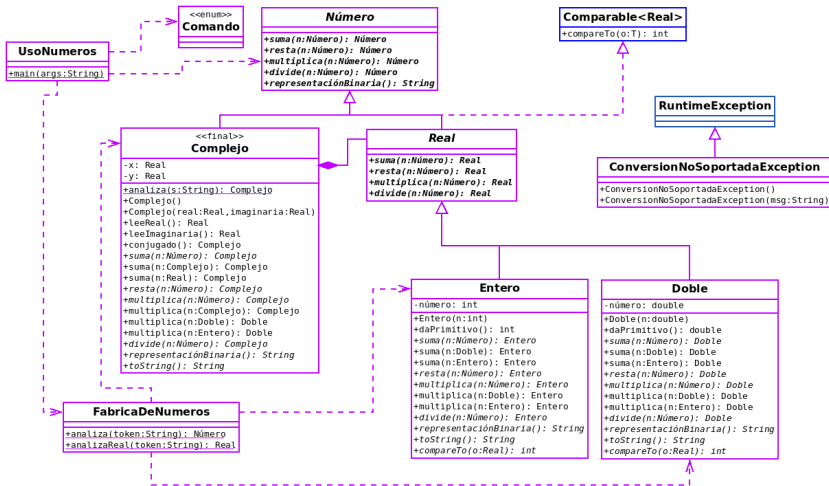 <<enum>>
Comando
UsoNumeros
+main(args:String)
Número
+suma(n:Número): Número
+resta(n:Número): Número
+multiplica(n:Número): Número
+divide(n:Número): Número
+representaciónBinaria(): String
Comparable<Real>
+compareTo(o:T): int
RuntimeException
ConversionNoSoportadaException
+ConversionNoSoportadaException()
+ConversionNoSoportadaException(msg:String)
<<final>>
Complejo
-x: Real
-y: Real
+analiza(s:String): Complejo
+Complejo()
+Complejo(real:Real,imaginaria:Real)
+leeReal(): Real
+leeImaginaria(): Real
+conjugado(): Complejo
+suma(n:Número): Complejo
+suma(n:Complejo): Complejo
+suma(n:Real): Complejo
+resta(n:Número): Complejo
+multiplica(n:Número): Complejo
+multiplica(n:Complejo): Complejo
+multiplica(n:Doble): Doble
+multiplica(n:Entero): Doble
+divide(n:Número): Complejo
+representaciónBinaria(): String
+toString(): String
Real
+suma(n:Número): Real
+resta(n:Número): Real
+multiplica(n:Número): Real
+divide(n:Número): Real
Entero
-número: int
+Entero(n:int)
+daPrimitivo(): int
+suma(n:Número): Entero
+suma(n:Doble): Entero
+suma(n:Entero): Entero
+resta(n:Número): Entero
+multiplica(n:Número): Entero
+multiplica(n:Doble): Entero
+multiplica(n:Entero): Entero
+divide(n:Número): Entero
+representaciónBinaria(): String
+toString(): String
+compareTo(o:Real): int
Doble
-número: double
+Doble(n:double)
+daPrimitivo(): double
+suma(n:Número): Doble
+suma(n:Doble): Doble
+suma(n:Entero): Doble
+resta(n:Número): Doble
+multiplica(n:Número): Doble
+multiplica(n:Doble): Doble
+multiplica(n:Entero): Doble
+divide(n:Número): Doble
+representaciónBinaria(): String
+toString(): String
+compareTo(o:Real): int
FabricaDeNumeros
+analiza(token:String): Número
+analizaReal(token:String): Real